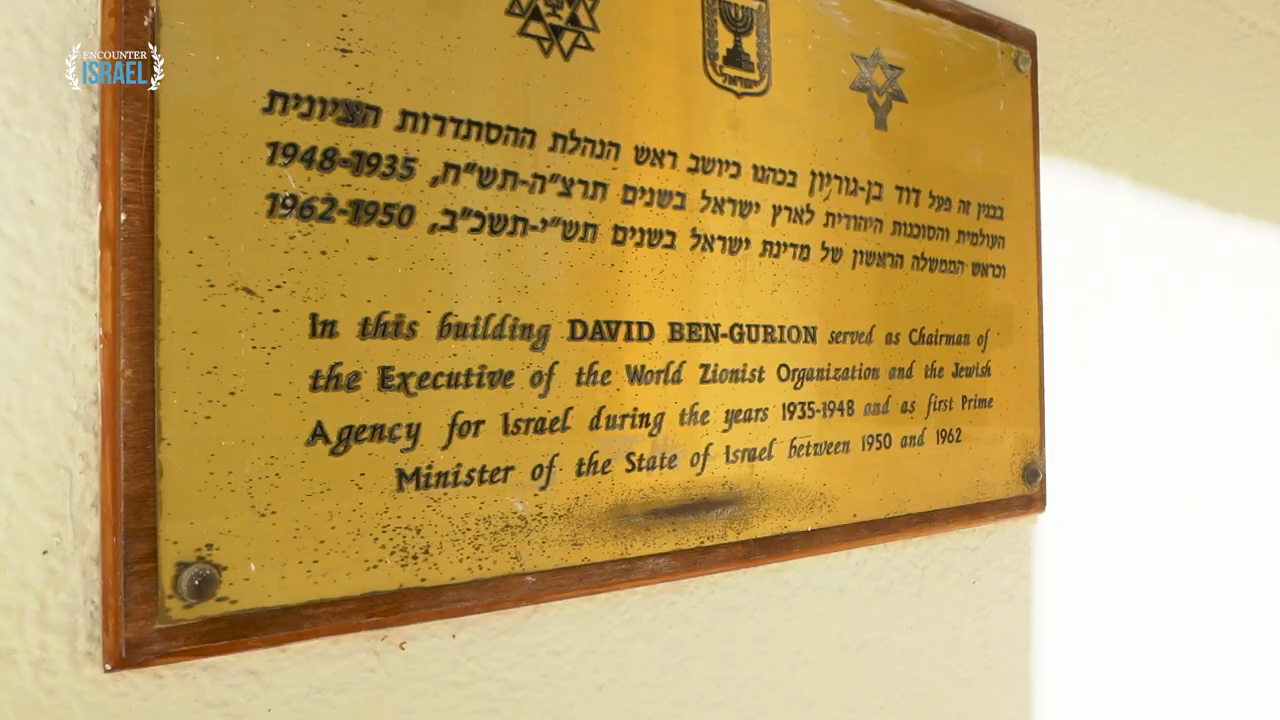 ENCOUNTER
ISRAEL
ישראל
בבנין זה פעל דוד בן-גוריון בכהנו כיושב ראש הנהלת ההסתדרות הציונית
העולמית והסוכנות היהודית לארץ ישראל בשנים תרצ"ה-תש"ח, 1948-1935
וכראש הממשלה הראשון של מדינת ישראל בשנים תש"י-תשכ"ב, 1962-1950
In this building DAVID BEN-GURION served as Chairman of
the Executive of the World Zionist Organization and the Jewish
Agency for Israel during the years 1935-1948 and as first Prime
Minister of the State of Israel between 1950 and 1962